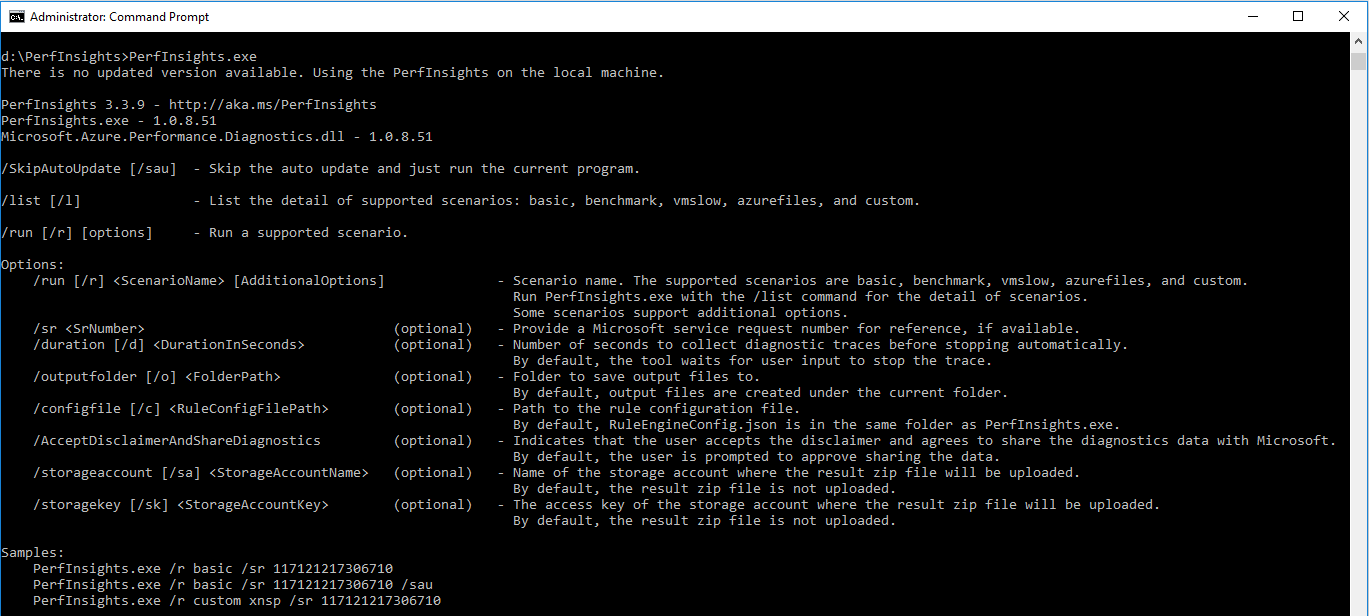 Administrator: Command Prompt
d:\PerfInsights>PerfInsights.exe
There is no updated version available. Using the PerfInsights on the local machine.
PerfInsights 3.3.9 - http://aka.ms/PerfInsights
PerfInsights.exe - 1.0.8.51
Microsoft.Azure.Performance.Diagnostics.dll - 1.0.8.51
/SkipAutoUpdate [/sau]  - Skip the auto update and just run the current program.
/list [/l]              - List the detail of supported scenarios: basic, benchmark, vmslow, azurefiles, and custom.
/run [/r] [options]     - Run a supported scenario.
Options:
    /run [/r] <ScenarioName> [AdditionalOptions]              - Scenario name. The supported scenarios are basic, benchmark, vmslow, azurefiles, and custom.
                                                                Run PerfInsights.exe with the /list command for the detail of scenarios.
                                                                Some scenarios support additional options.
    /sr <SrNumber>                               (optional)   - Provide a Microsoft service request number for reference, if available.
    /duration [/d] <DurationInSeconds>           (optional)   - Number of seconds to collect diagnostic traces before stopping automatically.
                                                                By default, the tool waits for user input to stop the trace.
    /outputfolder [/o] <FolderPath>              (optional)   - Folder to save output files to.
                                                                By default, output files are created under the current folder.
    /configfile [/c] <RuleConfigFilePath>        (optional)   - Path to the rule configuration file.
                                                                By default, RuleEngineConfig.json is in the same folder as PerfInsights.exe.
    /AcceptDisclaimerAndShareDiagnostics         (optional)   - Indicates that the user accepts the disclaimer and agrees to share the diagnostics data with Microsoft.
                                                                By default, the user is prompted to approve sharing the data.
    /storageaccount [/sa] <StorageAccountName>   (optional)   - Name of the storage account where the result zip file will be uploaded.
                                                                By default, the result zip file is not uploaded.
    /storagekey [/sk] <StorageAccountKey>        (optional)   - The access key of the storage account where the result zip file will be uploaded.
                                                                By default, the result zip file is not uploaded.
Samples:
    PerfInsights.exe /r basic /sr 117121217306710
    PerfInsights.exe /r basic /sr 117121217306710 /sau
    PerfInsights.exe /r custom xnsp /sr 117121217306710